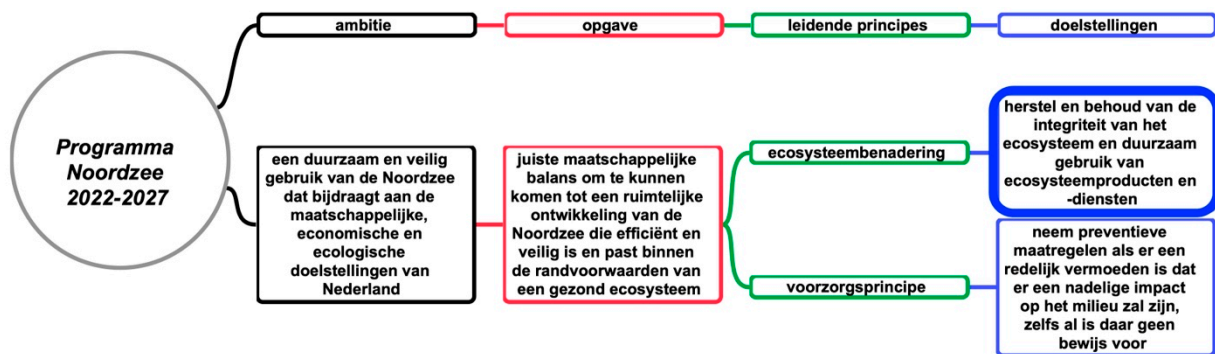 ambitie
opgave
leidende principes
doelstellingen
Programma
Noordzee
2022-2027
een duurzaam en veilig
gebruik van de Noordzee
dat bijdraagt aan de
maatschappelijke,
economische en
ecologische
doelstellingen van
Nederland
juiste maatschappelijke
balans om te kunnen
komen tot een ruimtelijke
ontwikkeling van de
Noordzee die efficiënt en
veilig is en past binnen
de randvoorwaarden van
een gezond ecosysteem
ecosysteembenadering
herstel en behoud van de
integriteit van het
ecosysteem en duurzaam
gebruik van
ecosysteemproducten en
-diensten
voorzorgsprincipe
neem preventieve
maatregelen als er een
redelijk vermoeden is dat
er een nadelige impact
op het milieu zal zijn,
zelfs al is daar geen
bewijs voor